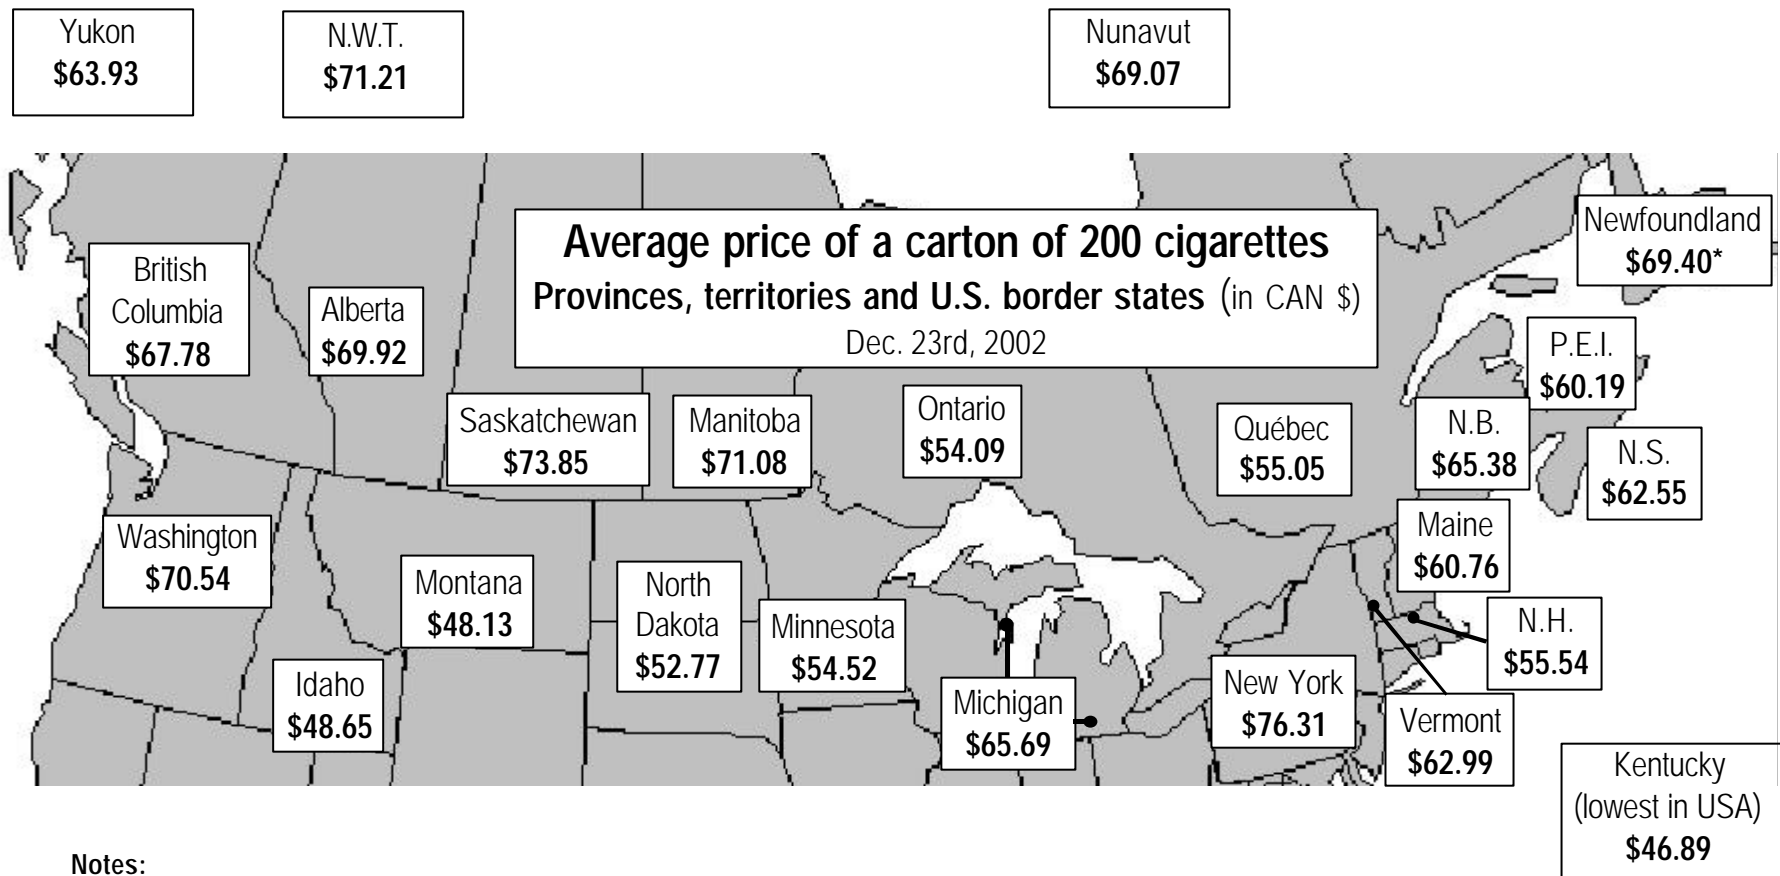 Yukon
$63.93
N.W.T.
$71.21
Nunavut
$69.07
Average price of a carton of 200 cigarettes
Provinces, territories and U.S. border states (in CAN $)
Dec. 23rd, 2002
Newfoundland
$69.40*
British
Columbia
$67.78
Alberta
$69.92
P.E.I.
$60.19
Saskatchewan
$73.85
Manitoba
$71.08
Ontario
$54.09
Québec
$55.05
N.B.
$65.38
N.S.
$62.55
Washington
$70.54
Montana
$48.13
North
Dakota
$52.77
Minnesota
$54.52
Maine
$60.76
N.H.
$55.54
Idaho
$48.65
Michigan
$65.69
New York
$76.31
Vermont
$62.99
Kentucky
(lowest in USA)
$46.89
Notes: